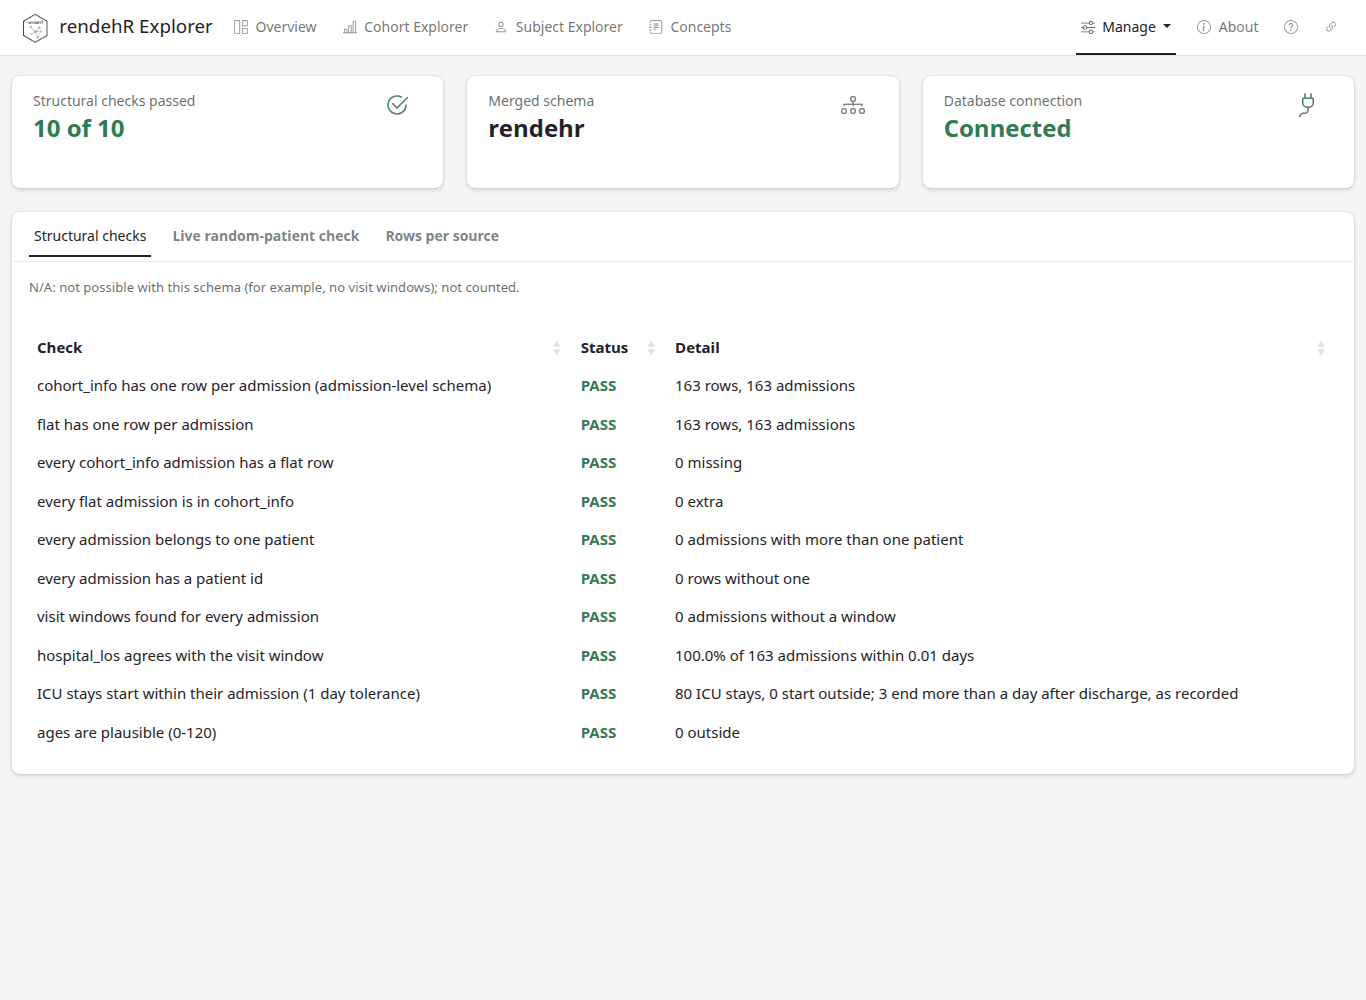 rendehR Explorer
Overview
Cohort Explorer
Subject Explorer
Concepts
Manage
About
Structural checks passed
10 of 10
Merged schema
rendehr
Database connection
Connected
Structural checks
Live random-patient check
Rows per source
N/A: not possible with this schema (for example, no visit windows); not counted.
Check Status Detail
cohort_info has one row per admission (admission-level schema) PASS 163 rows, 163 admissions
flat has one row per admission PASS 163 rows, 163 admissions
every cohort_info admission has a flat row PASS 0 missing
every flat admission is in cohort_info PASS 0 extra
every admission belongs to one patient PASS 0 admissions with more than one patient
every admission has a patient id PASS 0 rows without one
visit windows found for every admission PASS 0 admissions without a window
hospital_los agrees with the visit window PASS 100.0% of 163 admissions within 0.01 days
ICU stays start within their admission (1 day tolerance) PASS 80 ICU stays, 0 start outside; 3 end more than a day after discharge, as recorded
ages are plausible (0-120) PASS 0 outside